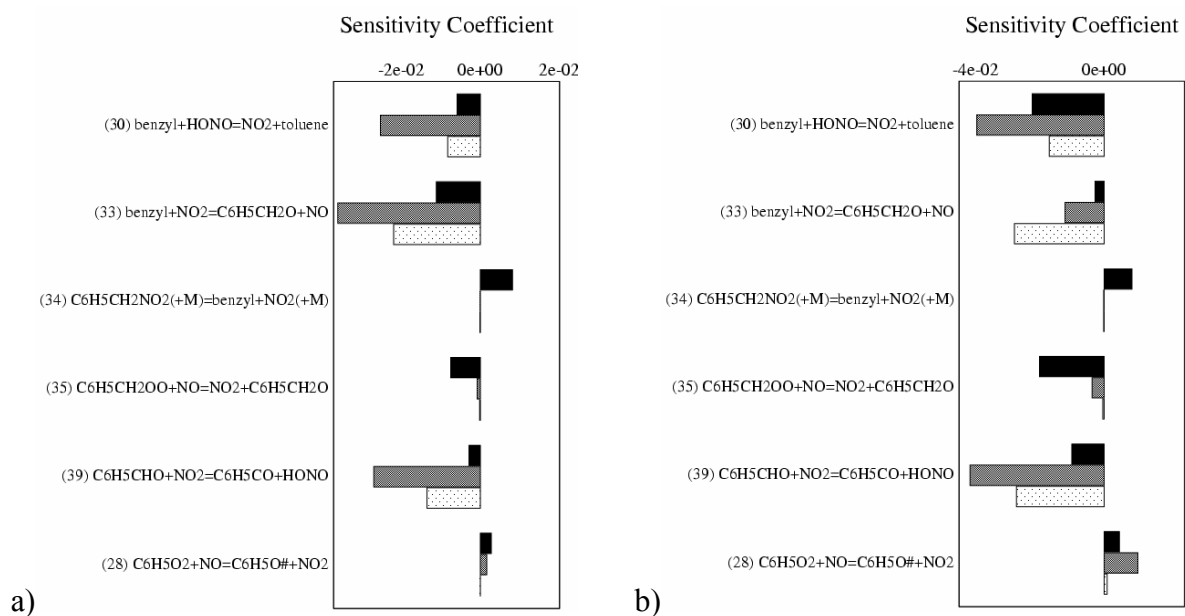 Sensitivity Coefficient
-2e-02 0e+00 2e-02
(30) benzyl+HONO=NO2+toluene
(33) benzyl+NO2=C6H5CH2O+NO
(34) C6H5CH2NO2(+M)=benzyl+NO2(+M)
(35) C6H5CH2OO+NO=NO2+C6H5CH2O
(39) C6H5CHO+NO2=C6H5CO+HONO
(28) C6H5O2+NO=C6H5O#+NO2
a)
Sensitivity Coefficient
-4e-02 0e+00
(30) benzyl+HONO=NO2+toluene
(33) benzyl+NO2=C6H5CH2O+NO
(34) C6H5CH2NO2(+M)=benzyl+NO2(+M)
(35) C6H5CH2OO+NO=NO2+C6H5CH2O
(39) C6H5CHO+NO2=C6H5CO+HONO
(28) C6H5O2+NO=C6H5O#+NO2
b)